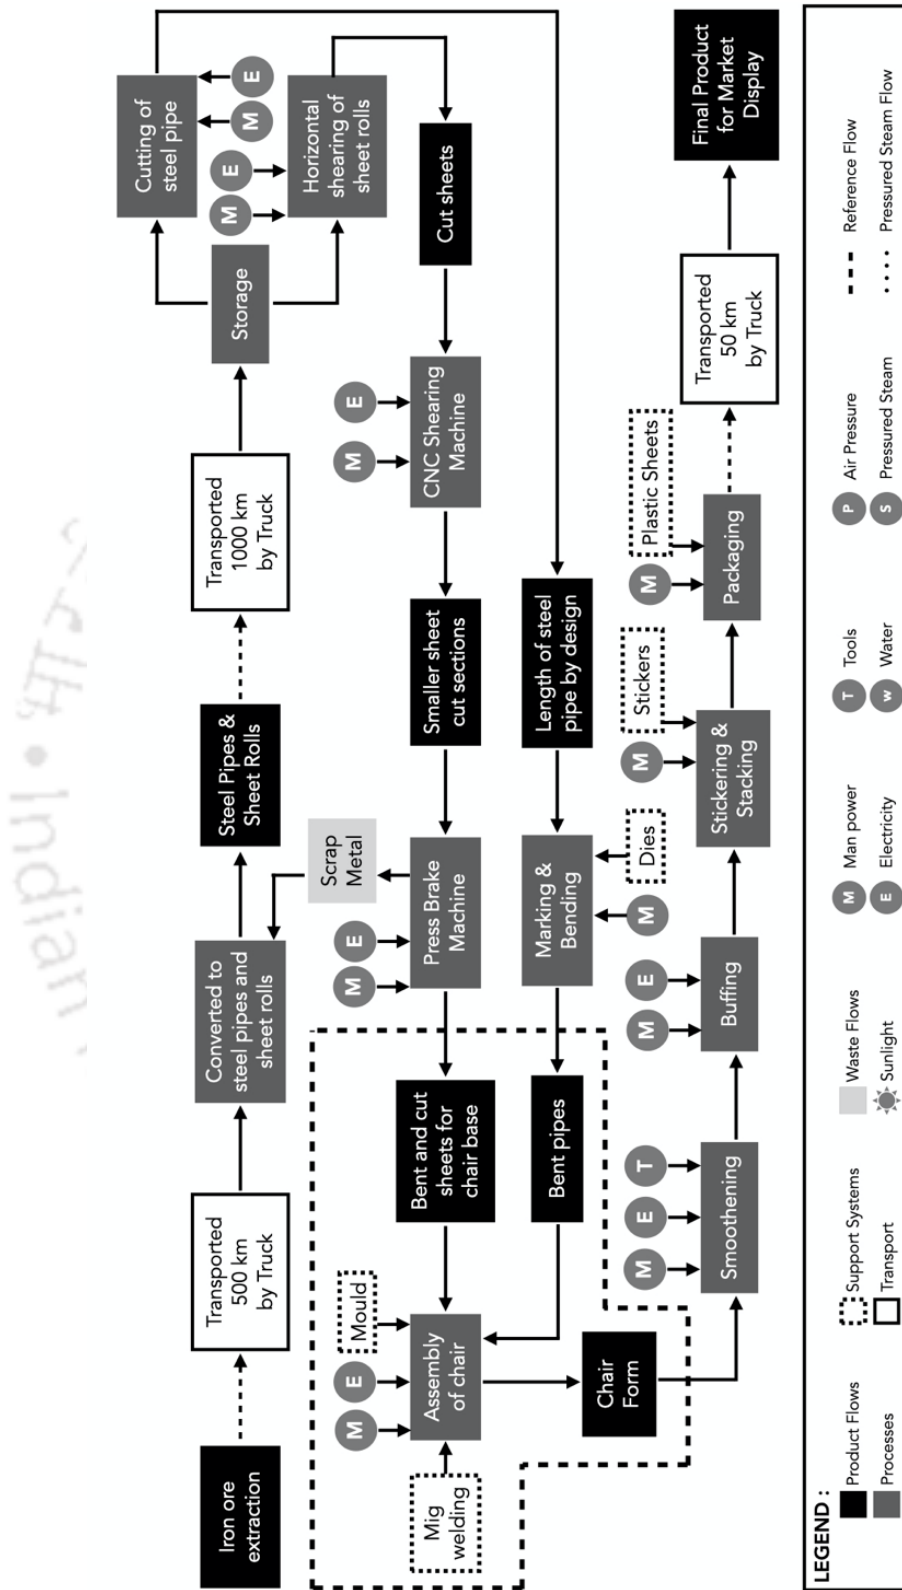 Iron ore
extraction
Transported
500 km
by Truck
Converted to
steel pipes and
sheet rolls
Steel Pipes &
Sheet Rolls
Transported
1000 km
by Truck
Storage
Cutting of
steel pipe
M
E
M
E
Horizontal
shearing of
sheet rolls
Cut sheets
M
E
CNC Shearing
Machine
Smaller sheet
cut sections
Scrap
Metal
M
E
Press Brake
Machine
Bent and cut
sheets for
chair base
Length of steel
pipe by design
Marking &
Bending
M
Dies
Bent pipes
M
E
Mould
Assembly
of chair
Mig
welding
Chair
Form
M
E
T
Smoothening
M
E
Buffing
M
Stickers
Stickering &
Stacking
M
Plastic Sheets
Packaging
Transported
50 km
by Truck
Final Product
for Market
Display
LEGEND :
Product Flows
Processes
Support Systems
Transport
Waste Flows
Sunlight
M Man power
E Electricity
T Tools
W Water
P Air Pressure
S Pressured Steam
Reference Flow
Pressured Steam Flow
• Indian